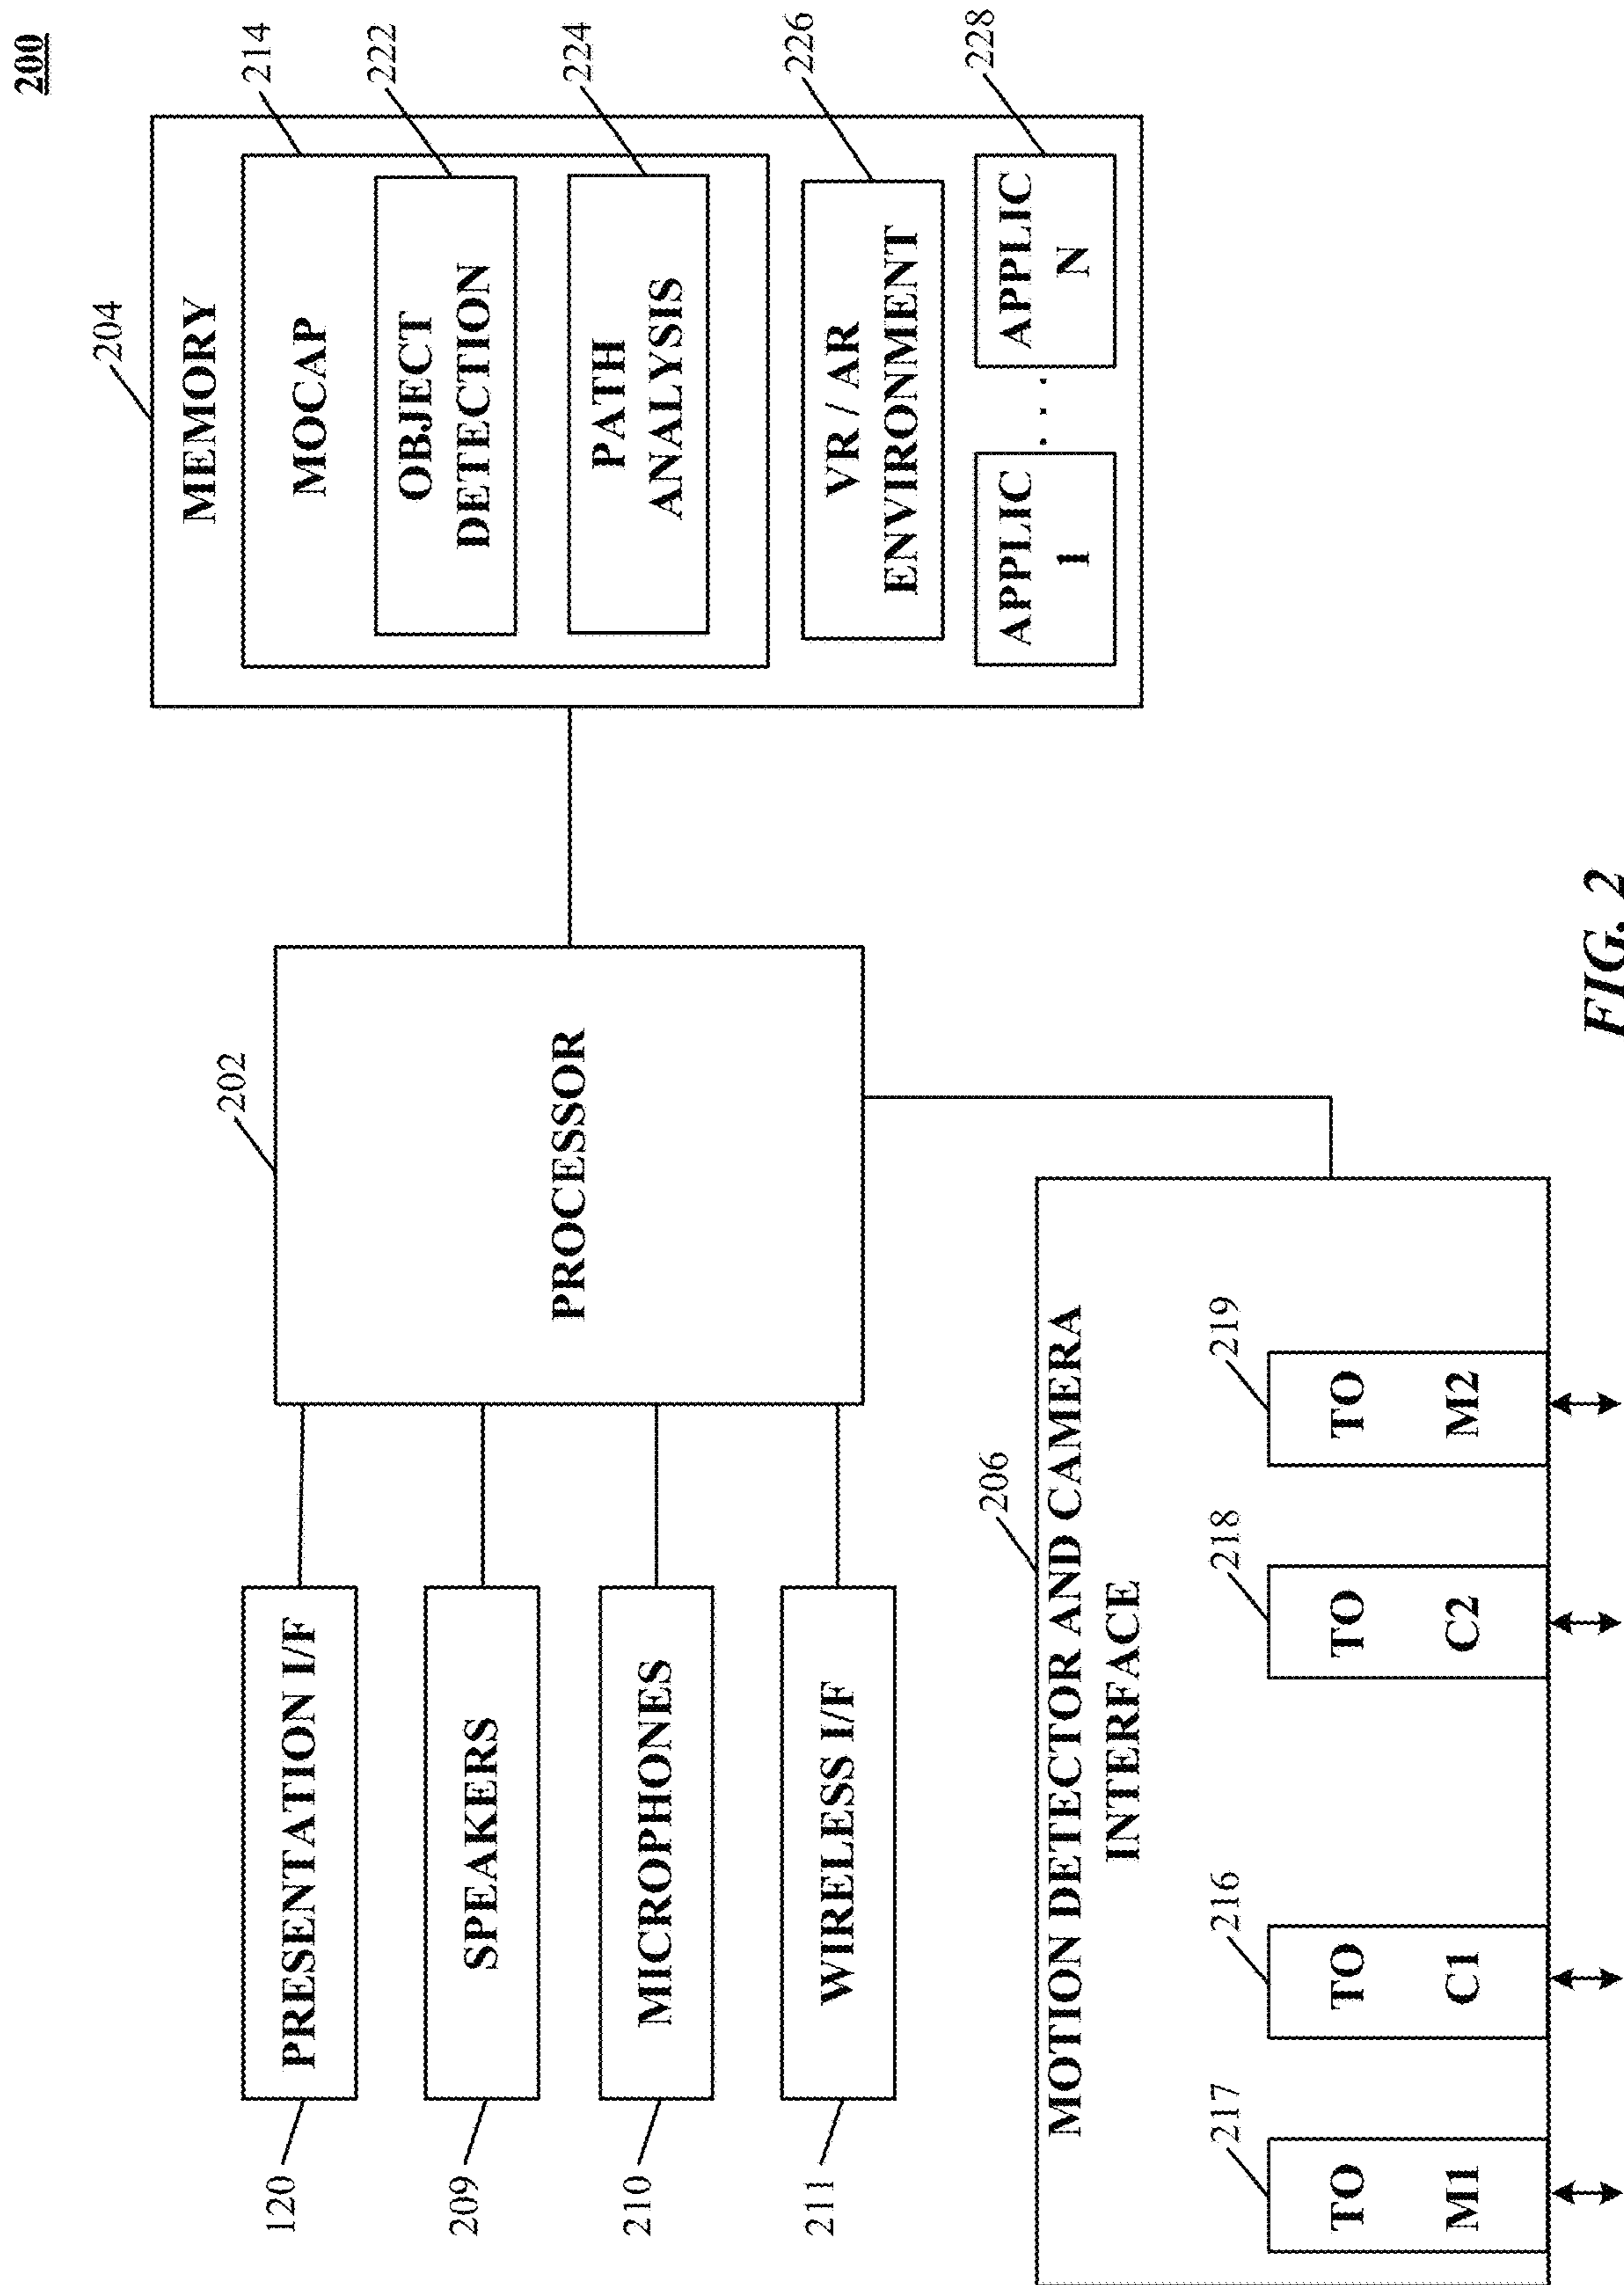 200
120
PRESENTATION I/F
209
SPEAKERS
210
MICROPHONES
211
WIRELESS I/F
202
PROCESSOR
204
MEMORY
214
MOCAP
222
OBJECT
DETECTION
224
PATH
ANALYSIS
226
VR / AR
ENVIRONMENT
228
APPLIC
1
. . .
APPLIC
N
206
MOTION DETECTOR AND CAMERA
INTERFACE
217
TO
M1
216
TO
C1
218
TO
C2
219
TO
M2
FIG. 2